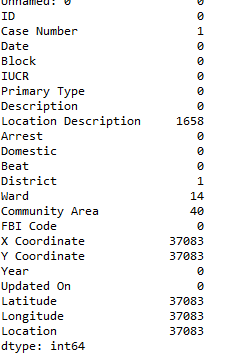 Unnamed: 0 0
ID 0
Case Number 1
Date 0
Block 0
IUCR 0
Primary Type 0
Description 0
Location Description 1658
Arrest 0
Domestic 0
Beat 0
District 1
Ward 14
Community Area 40
FBI Code 0
X Coordinate 37083
Y Coordinate 37083
Year 0
Updated On 0
Latitude 37083
Longitude 37083
Location 37083
dtype: int64